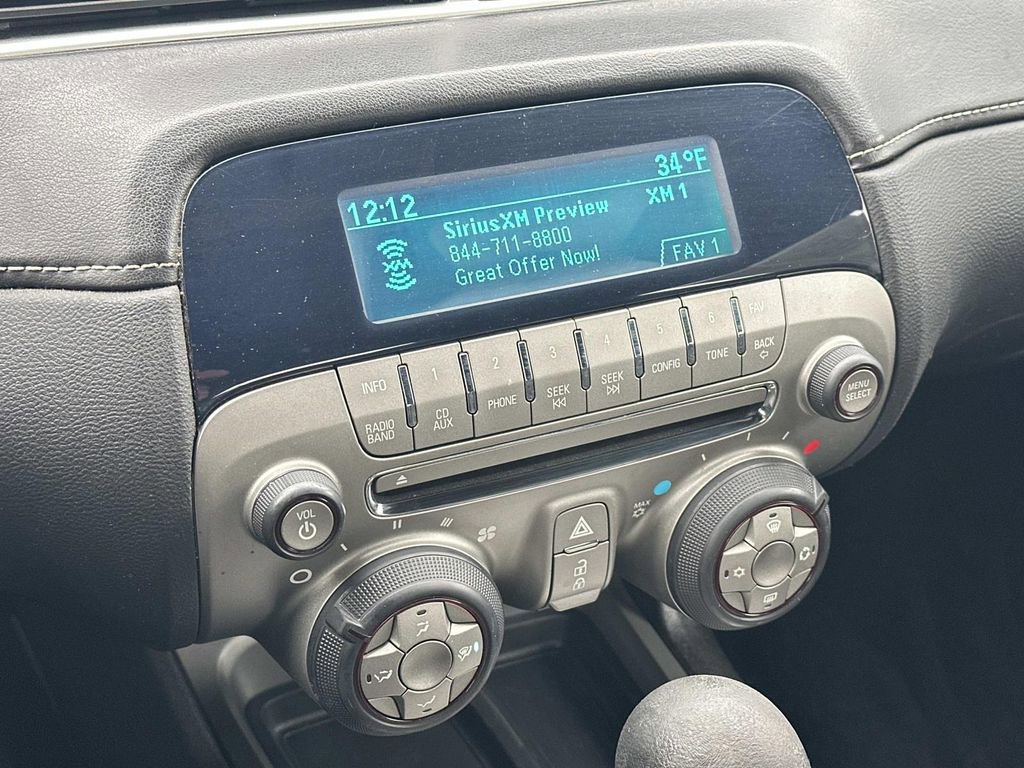 12:12
34°F
SiriusXM Preview
XM 1
XM
844-711-8800
Great Offer Now!
FAV 1
INFO
1
2
3
4
5
6
FAV
RADIO
BAND
CD
AUX
PHONE
SEEK
SEEK
CONFIG
TONE
BACK
MENU
SELECT
VOL
MAX